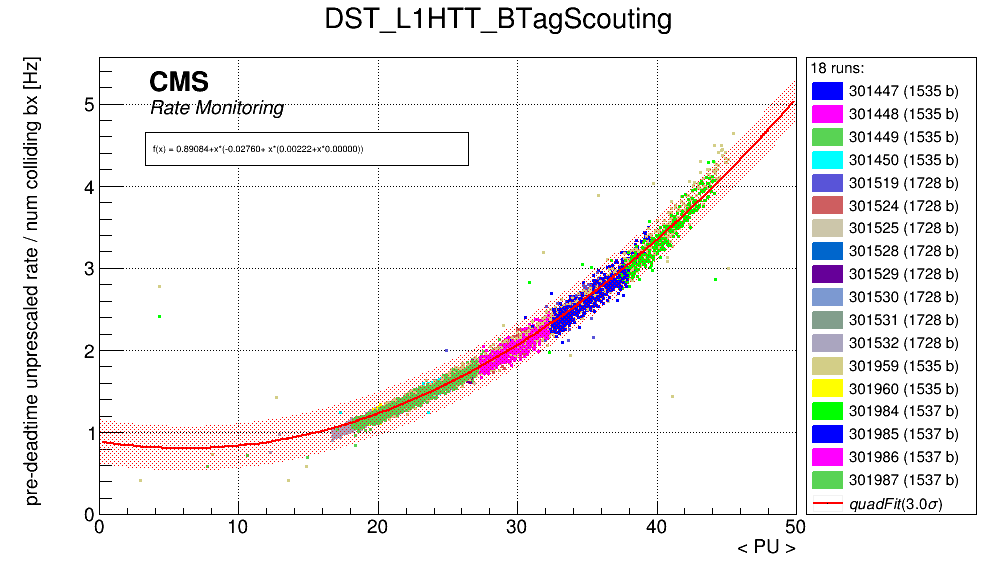 DST_L1HTT_BTagScouting
pre-deadtime unprescaled rate / num colliding bx [Hz]
CMS
Rate Monitoring
f(x) = 0.89084+x*(-0.02760+ x*(0.00222+x*0.00000))
5
4
3
2
1
0
0 10 20 30 40 50
< PU >
18 runs:
301447 (1535 b)
301448 (1535 b)
301449 (1535 b)
301450 (1535 b)
301519 (1728 b)
301524 (1728 b)
301525 (1728 b)
301528 (1728 b)
301529 (1728 b)
301530 (1728 b)
301531 (1728 b)
301532 (1728 b)
301959 (1535 b)
301960 (1535 b)
301984 (1537 b)
301985 (1537 b)
301986 (1537 b)
301987 (1537 b)
quadFit(3.0σ)